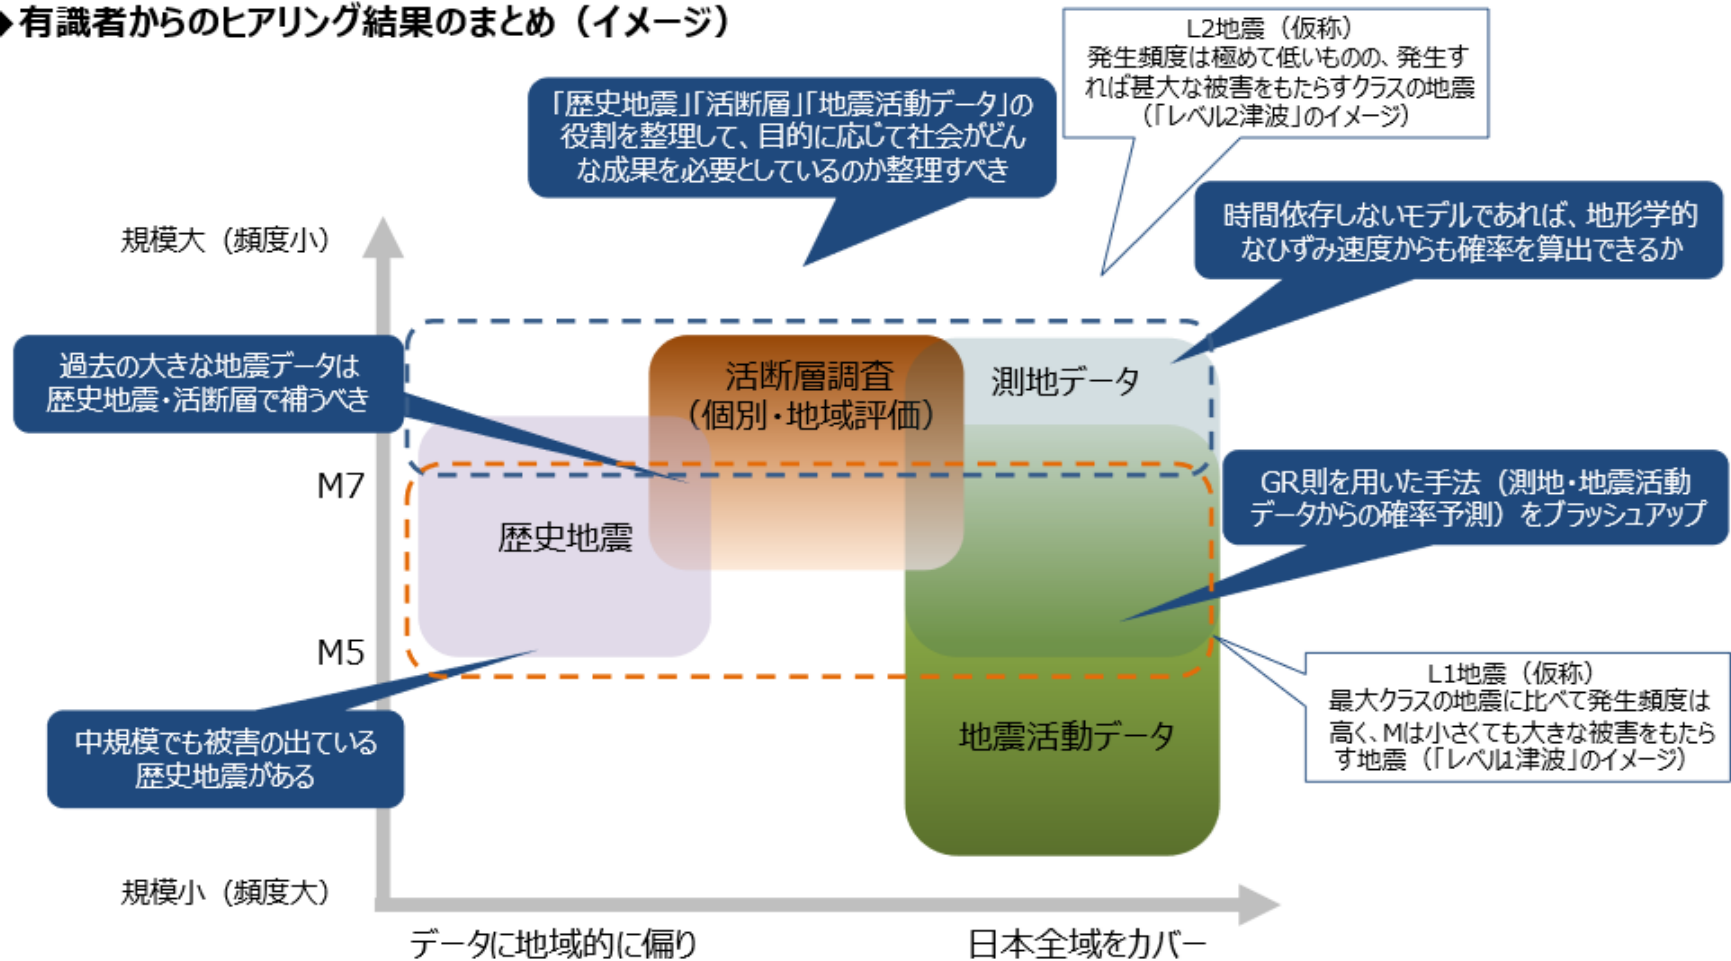 ◆有識者からのヒアリング結果のまとめ（イメージ）
L2地震（仮称）
発生頻度は極めて低いものの、発生す
れば甚大な被害をもたらすクラスの地震
（「レベル2津波」のイメージ）
「歴史地震」「活断層」「地震活動データ」の
役割を整理して、目的に応じて社会がどん
な成果を必要としているのか整理すべき
時間依存しないモデルであれば、地形学的
なひずみ速度からも確率を算出できるか
規模大（頻度小）
過去の大きな地震データは
歴史地震・活断層で補うべき
活断層調査
（個別・地域評価）
測地データ
M7
歴史地震
GR則を用いた手法（測地・地震活動
データからの確率予測）をブラッシュアップ
M5
L1地震（仮称）
最大クラスの地震に比べて発生頻度は
高く、Mは小さくても大きな被害をもたら
す地震（「レベル1津波」のイメージ）
中規模でも被害の出ている
歴史地震がある
地震活動データ
規模小（頻度大）
データに地域的に偏り
日本全域をカバー